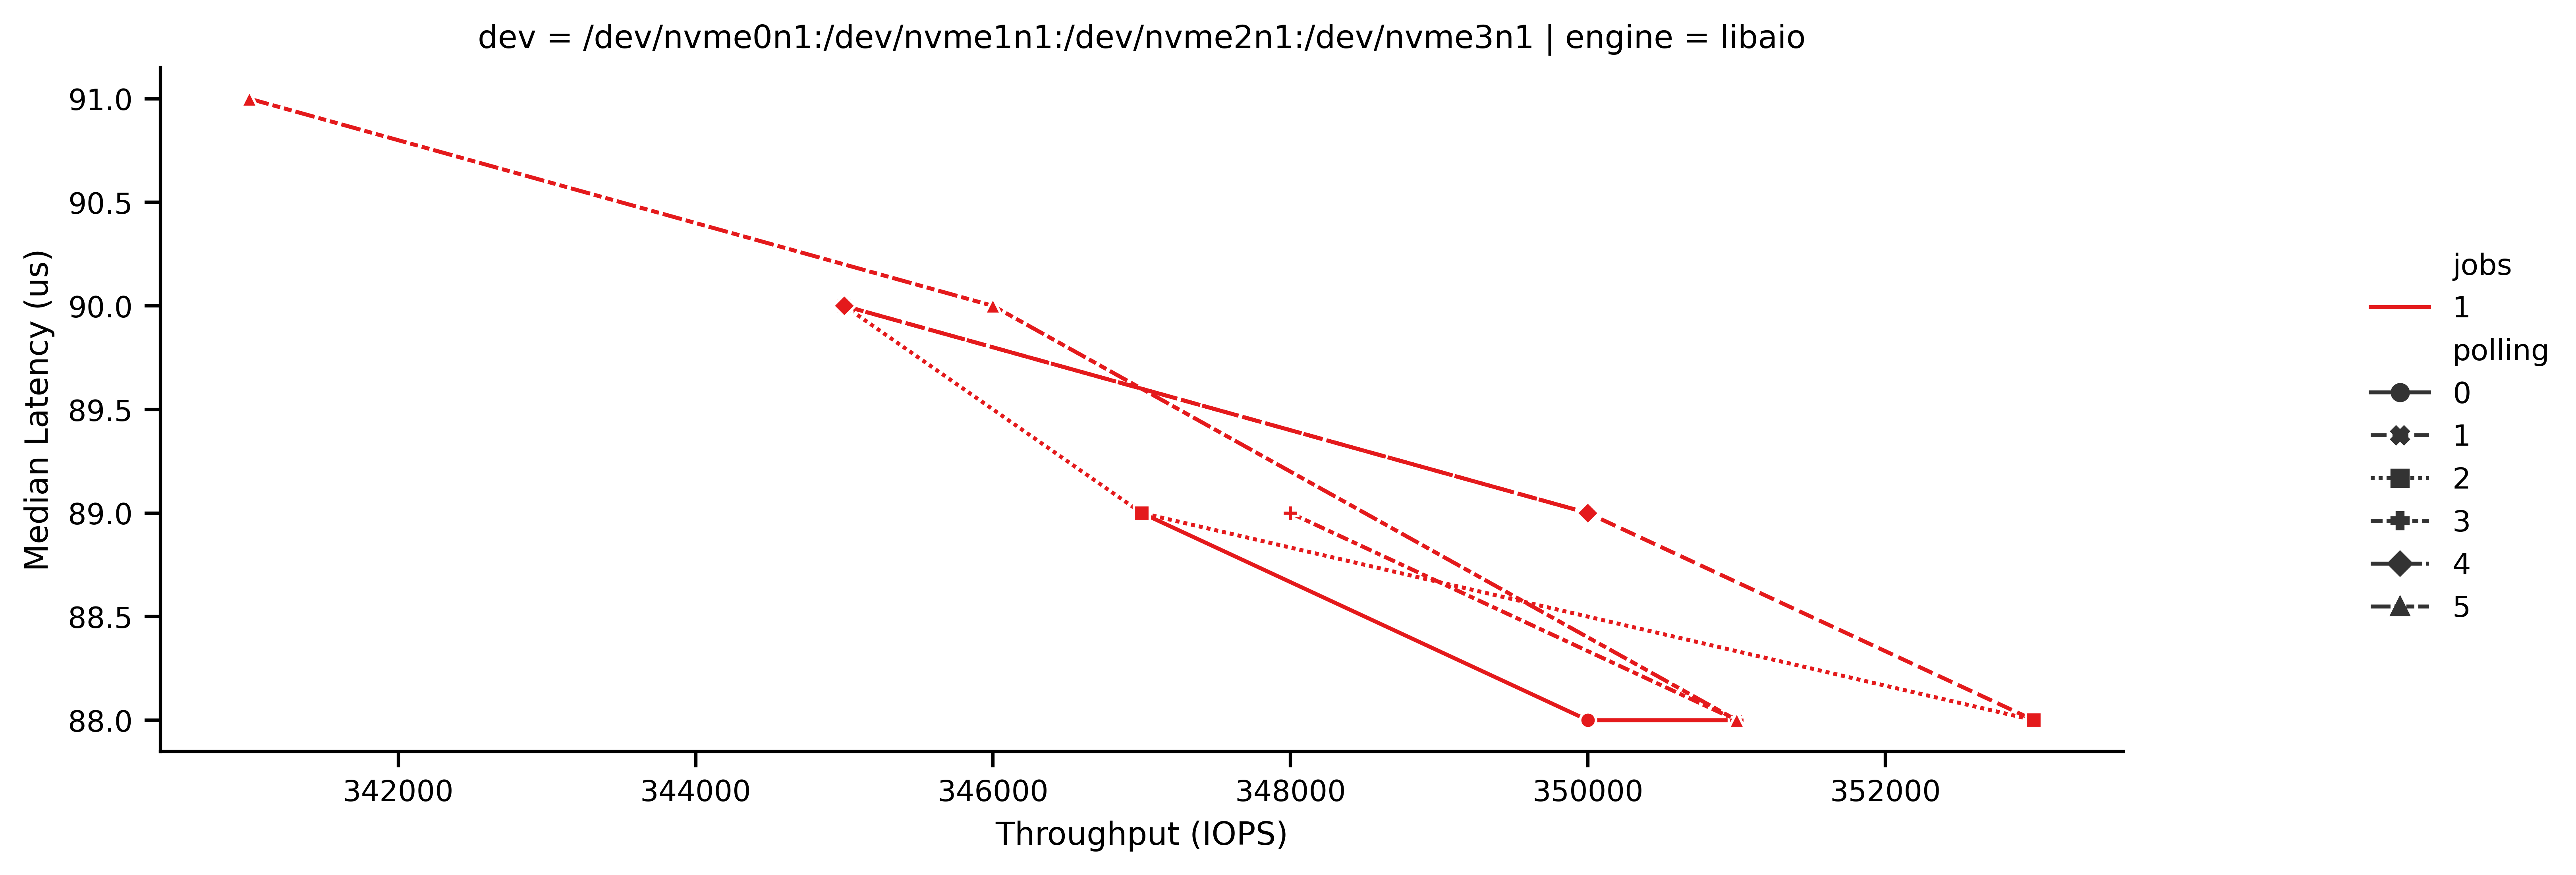 dev = /dev/nvme0n1:/dev/nvme1n1:/dev/nvme2n1:/dev/nvme3n1 | engine = libaio
Median Latency (us)
91.0
90.5
90.0
89.5
89.0
88.5
88.0
342000 344000 346000 348000 350000 352000
Throughput (IOPS)
jobs
1
polling
0
1
2
3
4
5